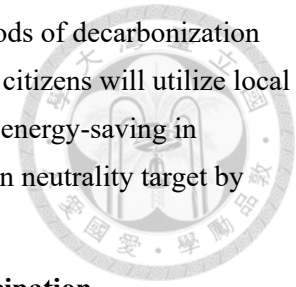 ods of decarbonization
citizens will utilize local
energy-saving in
n neutrality target by